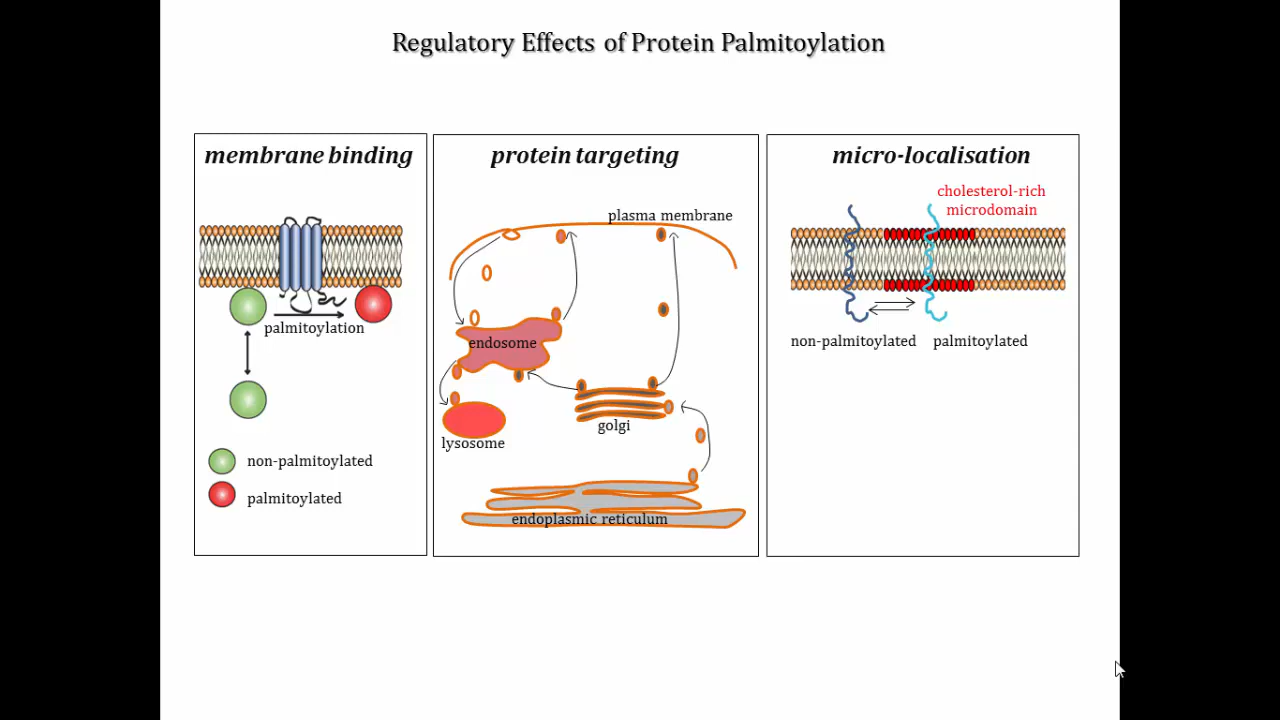 Regulatory Effects of Protein Palmitoylation
membrane binding
palmitoylation
non-palmitoylated
palmitoylated
protein targeting
plasma membrane
endosome
golgi
lysosome
endoplasmic reticulum
micro-localisation
cholesterol-rich
microdomain
non-palmitoylated
palmitoylated